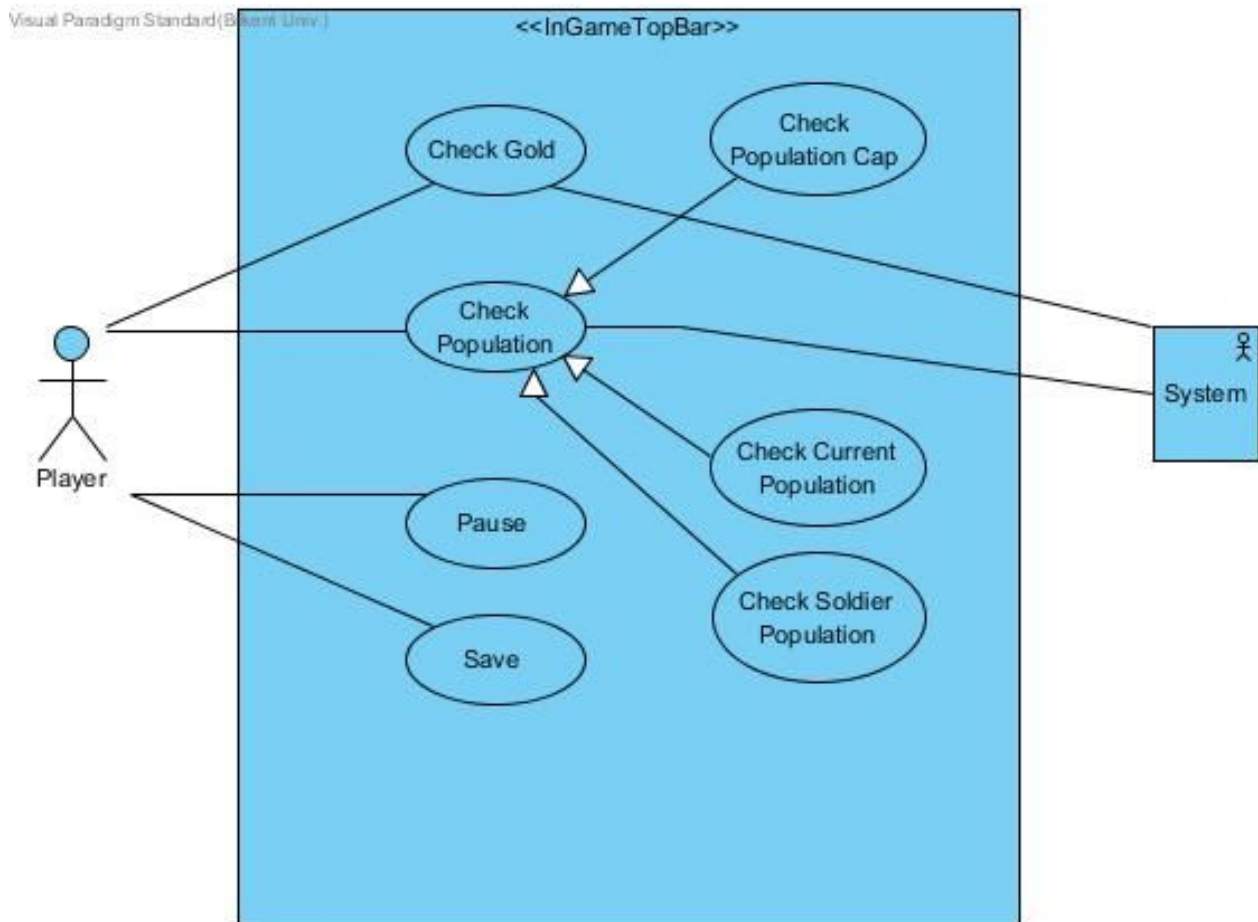 Visual Paradigm Standard(Bilkent Univ.)
<<InGameTopBar>>
Check Gold
Check
Population Cap
Check
Population
System
Player
Check Current
Population
Pause
Check Soldier
Population
Save